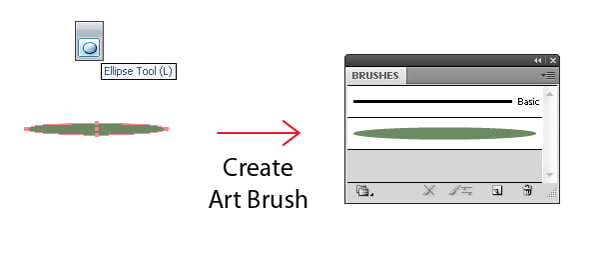 Ellipse Tool (L)
Create
Art Brush
BRUSHES
Basic